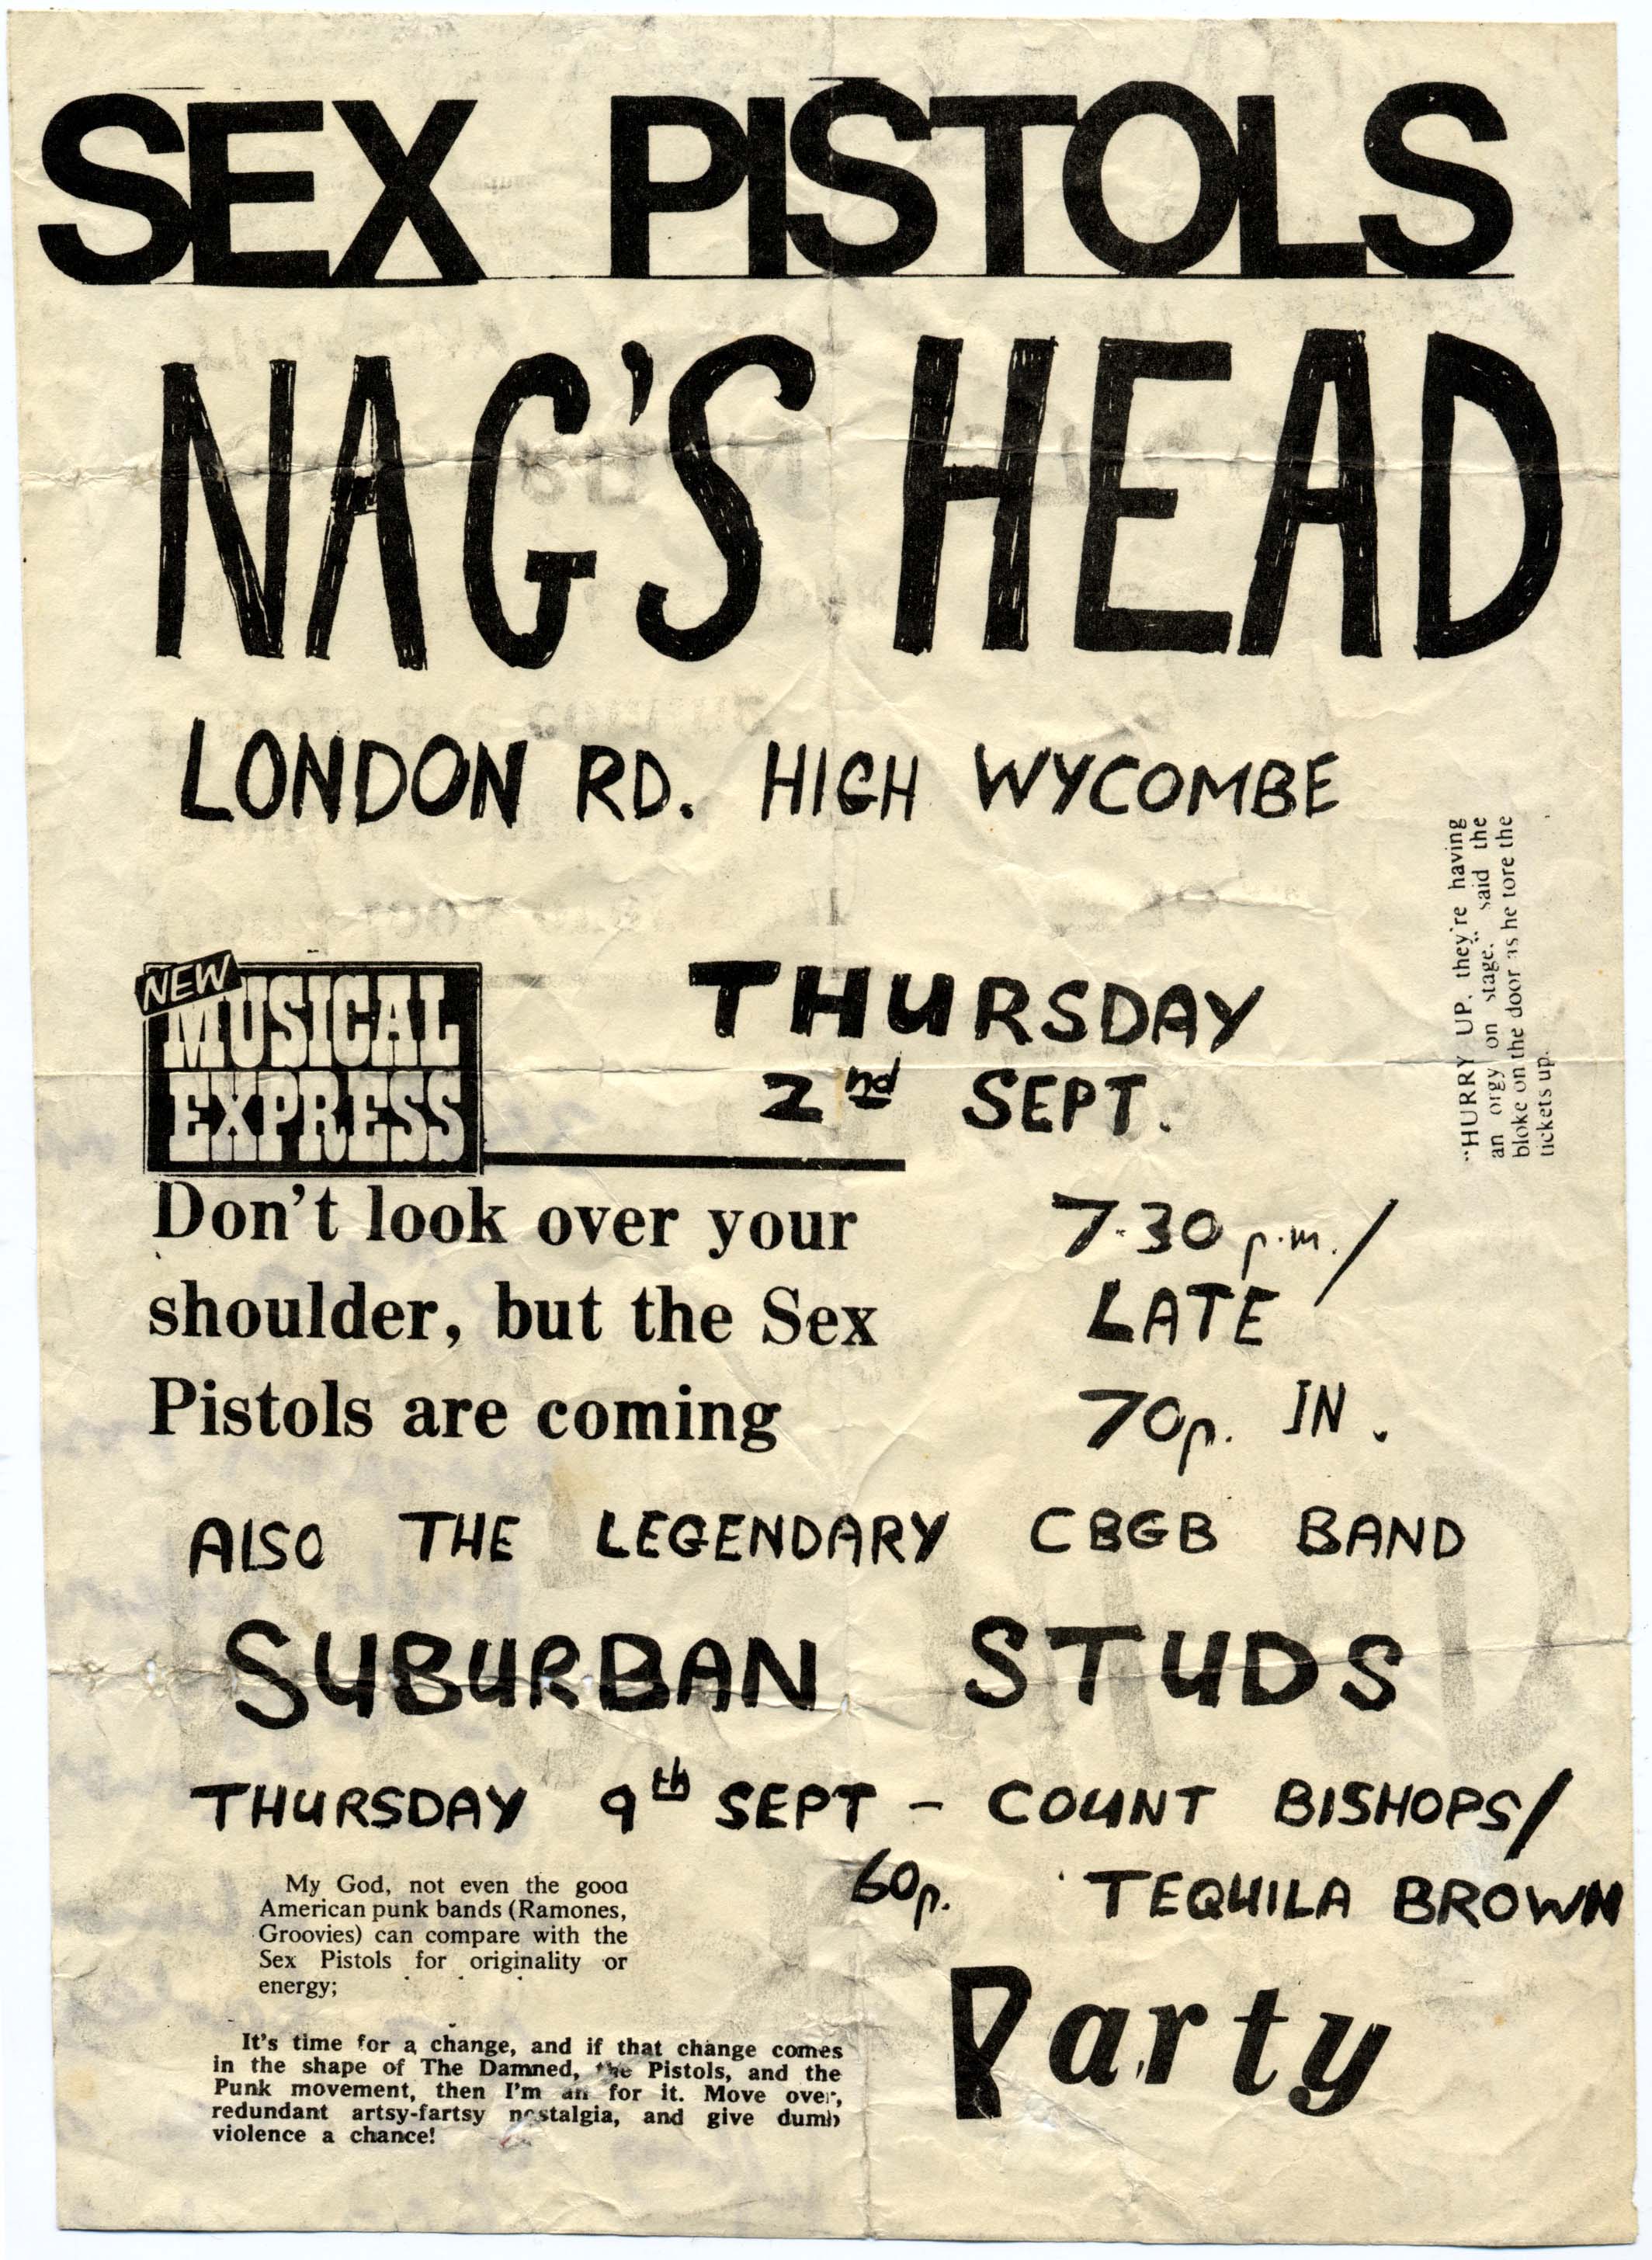 SEX PISTOLS
NAG'S HEAD
LONDON RD. HIGH WYCOMBE
"HURRY UP, they're having
an orgy on stage," said the
bloke on the door as he tore the
tickets up.
NEW
MUSICAL
EXPRESS
THURSDAY
2nd SEPT.
Don't look over your
shoulder, but the Sex
Pistols are coming
7.30 p.m./
LATE
70p. IN.
ALSO THE LEGENDARY CBGB BAND
SUBURBAN STUDS
THURSDAY 9th SEPT - COUNT BISHOPS/
60p. TEQUILA BROWN
My God, not even the good
American punk bands (Ramones,
Groovies) can compare with the
Sex Pistols for originality or
energy;
It's time for a change, and if that change comes
in the shape of The Damned, the Pistols, and the
Punk movement, then I'm all for it. Move over,
redundant artsy-fartsy nostalgia, and give dumb
violence a chance!
Party